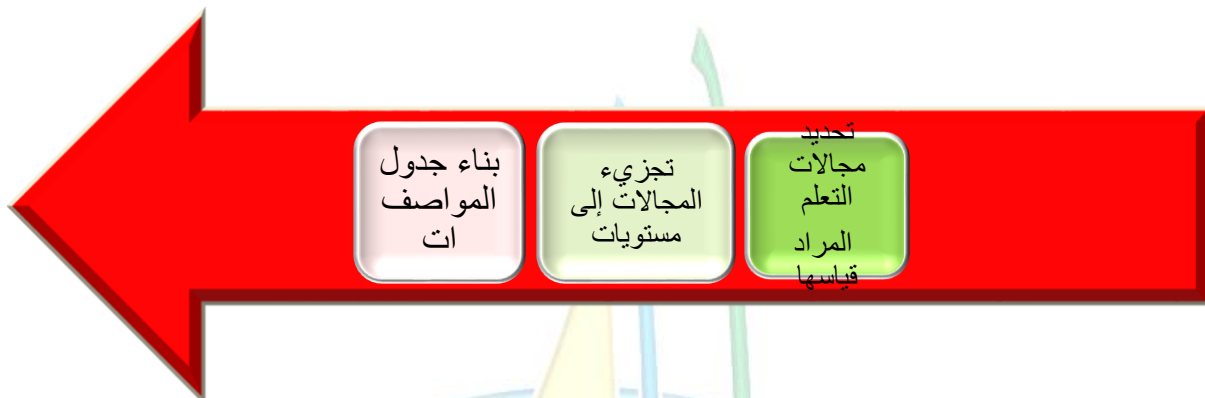 تحديد
مجالات
التعلم
المراد
قياسها
تجزيء
المجالات إلى
مستويات
بناء جدول
المواصف
ات